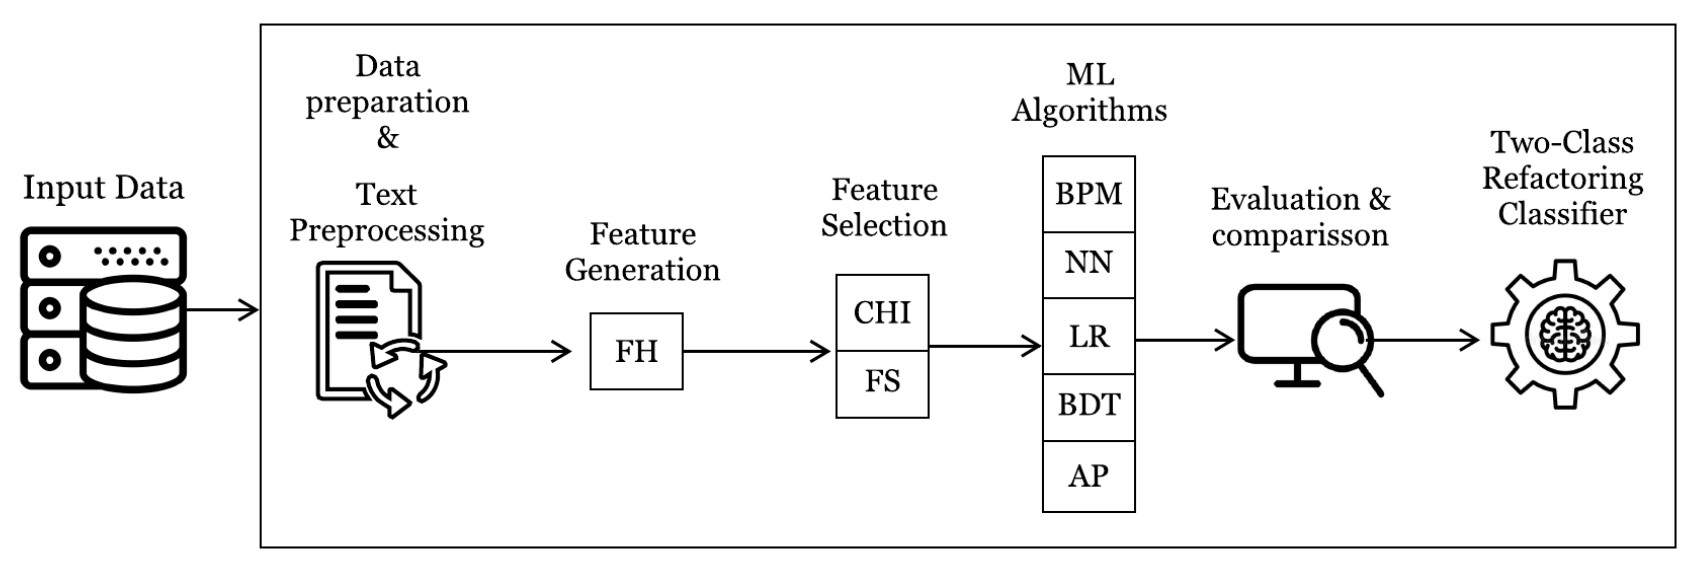 Input Data
Data
preparation
&
Text
Preprocessing
Feature
Generation
FH
Feature
Selection
CHI
FS
ML
Algorithms
BPM
NN
LR
BDT
AP
Evaluation &
comparisson
Two-Class
Refactoring
Classifier